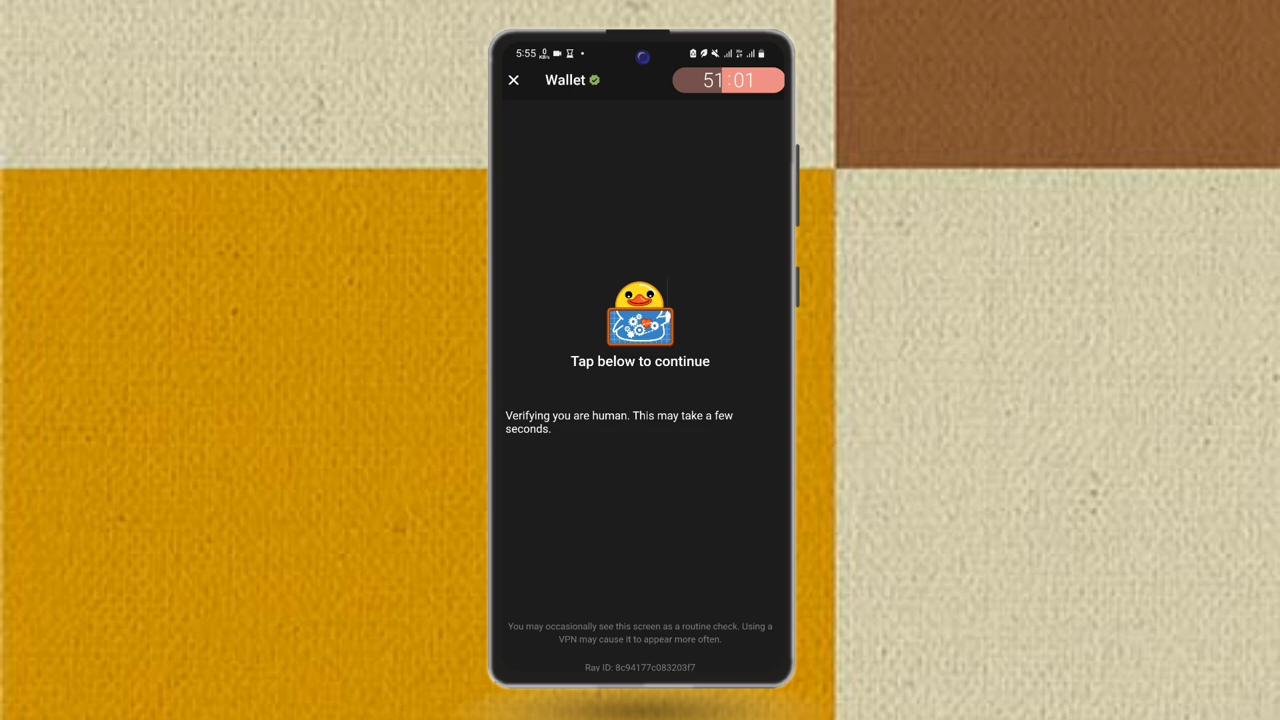 5:55 0 KB/s
Wallet
51:01
Tap below to continue
Verifying you are human. This may take a few
seconds.
You may occasionally see this screen as a routine check. Using a
VPN may cause it to appear more often.
Ray ID: 8c94177c083203f7